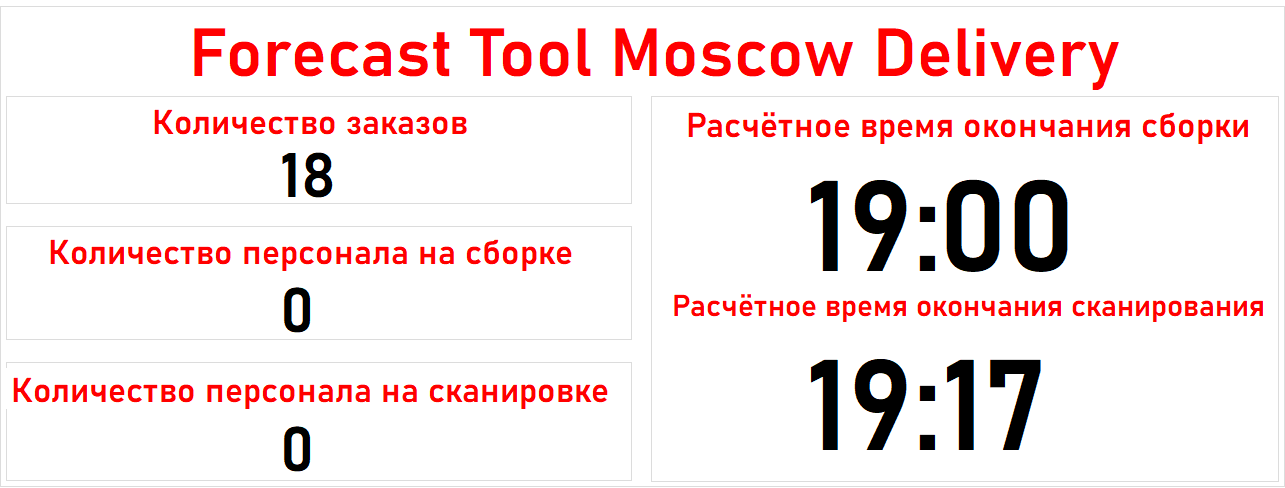 Forecast Tool Moscow Delivery
Количество заказов
18
Количество персонала на сборке
0
Количество персонала на сканировке
0
Расчётное время окончания сборки
19:00
Расчётное время окончания сканирования
19:17